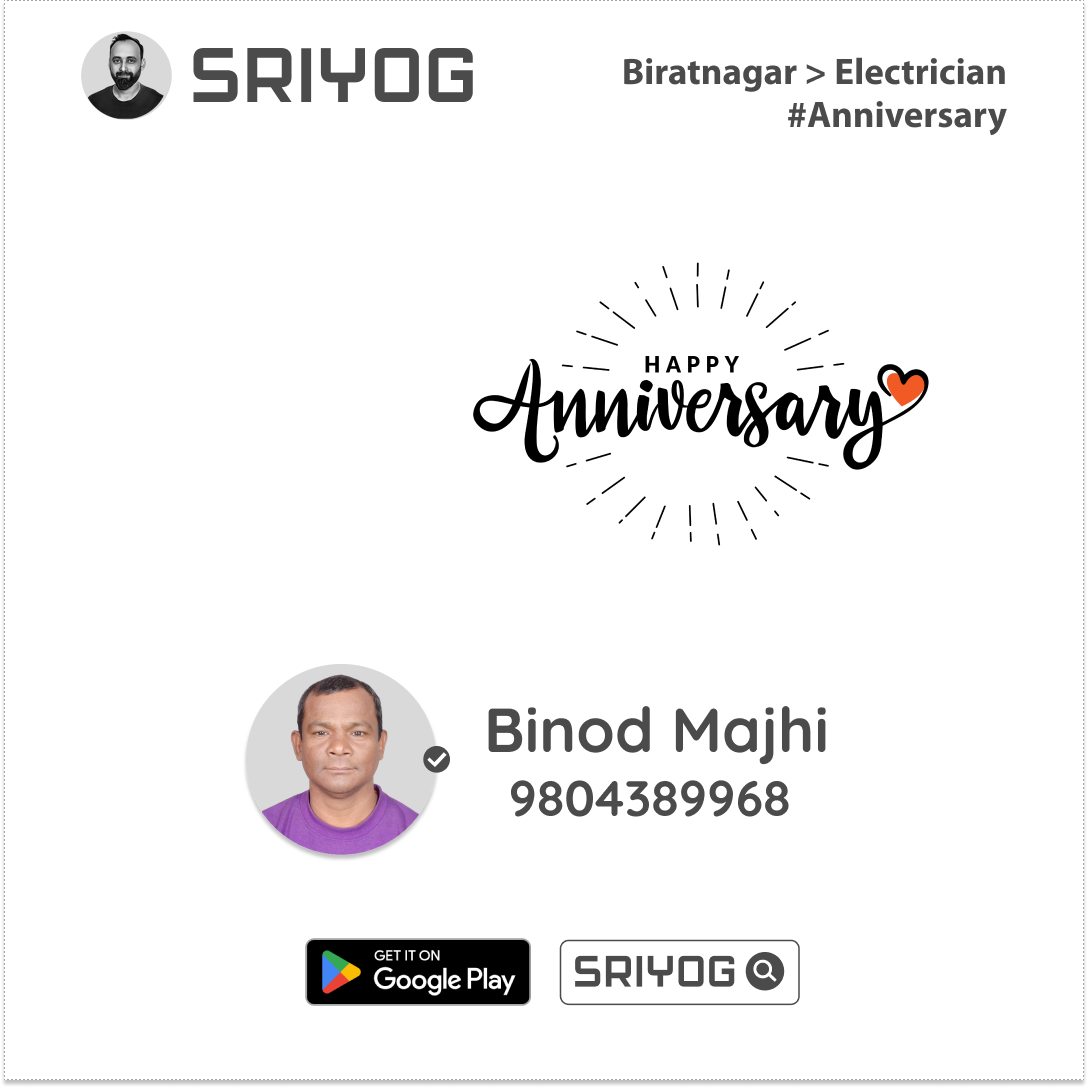 SRIYOG
Biratnagar > Electrician
#Anniversary
HAPPY
Anniversary
Binod Majhi
9804389968
GET IT ON
Google Play
SRIYOG